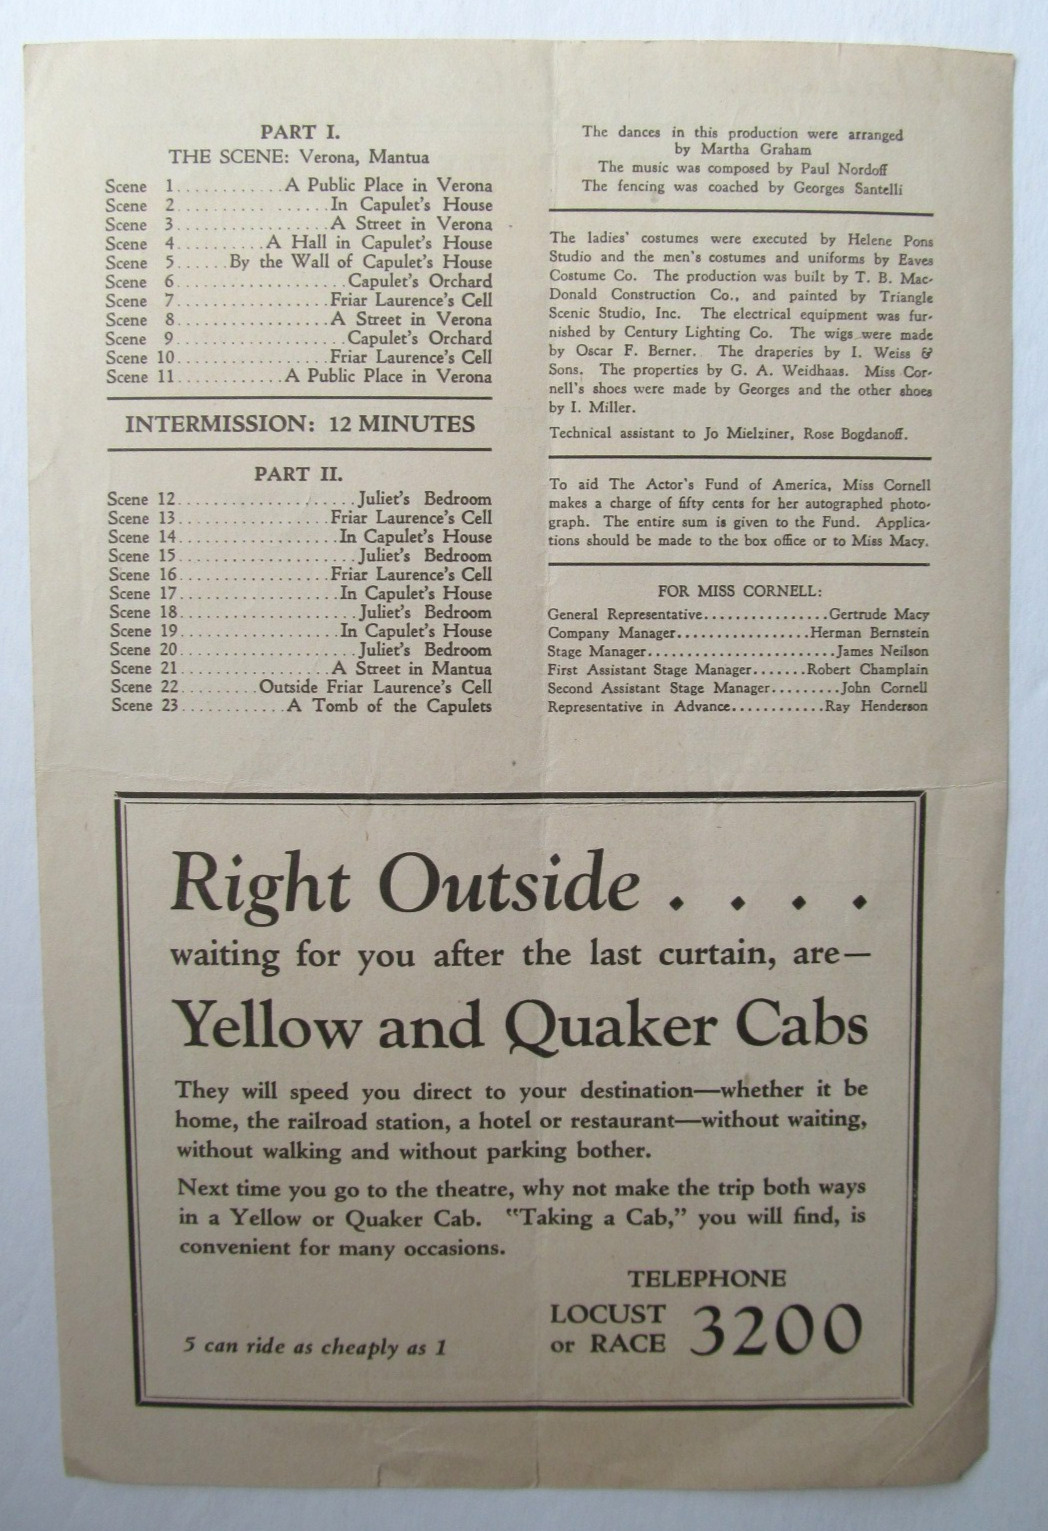 PART I.
THE SCENE: Verona, Mantua
Scene 1............A Public Place in Verona
Scene 2......... .......In Capulet's House
Scene 3.................A Street in Verona
Scene 4..........A Hall in Capulet's House
Scene 5......By the Wall of Capulet's House
Scene 6...................Capulet's Orchard
Scene 7.................Friar Laurence's Cell
Scene 8.................A Street in Verona
Scene 9...................Capulet's Orchard
Scene 10.................Friar Laurence's Cell
Scene 11............A Public Place in Verona
INTERMISSION: 12 MINUTES
PART II.
Scene 12....................Juliet's Bedroom
Scene 13.................Friar Laurence's Cell
Scene 14..................In Capulet's House
Scene 15....................Juliet's Bedroom
Scene 16.................Friar Laurence's Cell
Scene 17..................In Capulet's House
Scene 18....................Juliet's Bedroom
Scene 19..................In Capulet's House
Scene 20....................Juliet's Bedroom
Scene 21.................A Street in Mantua
Scene 22.........Outside Friar Laurence's Cell
Scene 23............A Tomb of the Capulets
The dances in this production were arranged
by Martha Graham
The music was composed by Paul Nordoff
The fencing was coached by Georges Santelli
The ladies' costumes were executed by Helene Pons
Studio and the men's costumes and uniforms by Eaves
Costume Co. The production was built by T. B. Mac-
Donald Construction Co., and painted by Triangle
Scenic Studio, Inc. The electrical equipment was fur-
nished by Century Lighting Co. The wigs were made
by Oscar F. Berner. The draperies by I. Weiss &
Sons. The properties by G. A. Weidhaas. Miss Cor-
nell's shoes were made by Georges and the other shoes
by I. Miller.
Technical assistant to Jo Mielziner, Rose Bogdanoff.
To aid The Actor's Fund of America, Miss Cornell
makes a charge of fifty cents for her autographed photo-
graph. The entire sum is given to the Fund. Applica-
tions should be made to the box office or to Miss Macy.
FOR MISS CORNELL:
General Representative................Gertrude Macy
Company Manager.................Herman Bernstein
Stage Manager........................James Neilson
First Assistant Stage Manager.......Robert Champlain
Second Assistant Stage Manager.........John Cornell
Representative in Advance............Ray Henderson
Right Outside . . . .
waiting for you after the last curtain, are—
Yellow and Quaker Cabs
They will speed you direct to your destination—whether it be
home, the railroad station, a hotel or restaurant—without waiting,
without walking and without parking bother.
Next time you go to the theatre, why not make the trip both ways
in a Yellow or Quaker Cab. "Taking a Cab," you will find, is
convenient for many occasions.
TELEPHONE
LOCUST
or RACE 3200
5 can ride as cheaply as 1